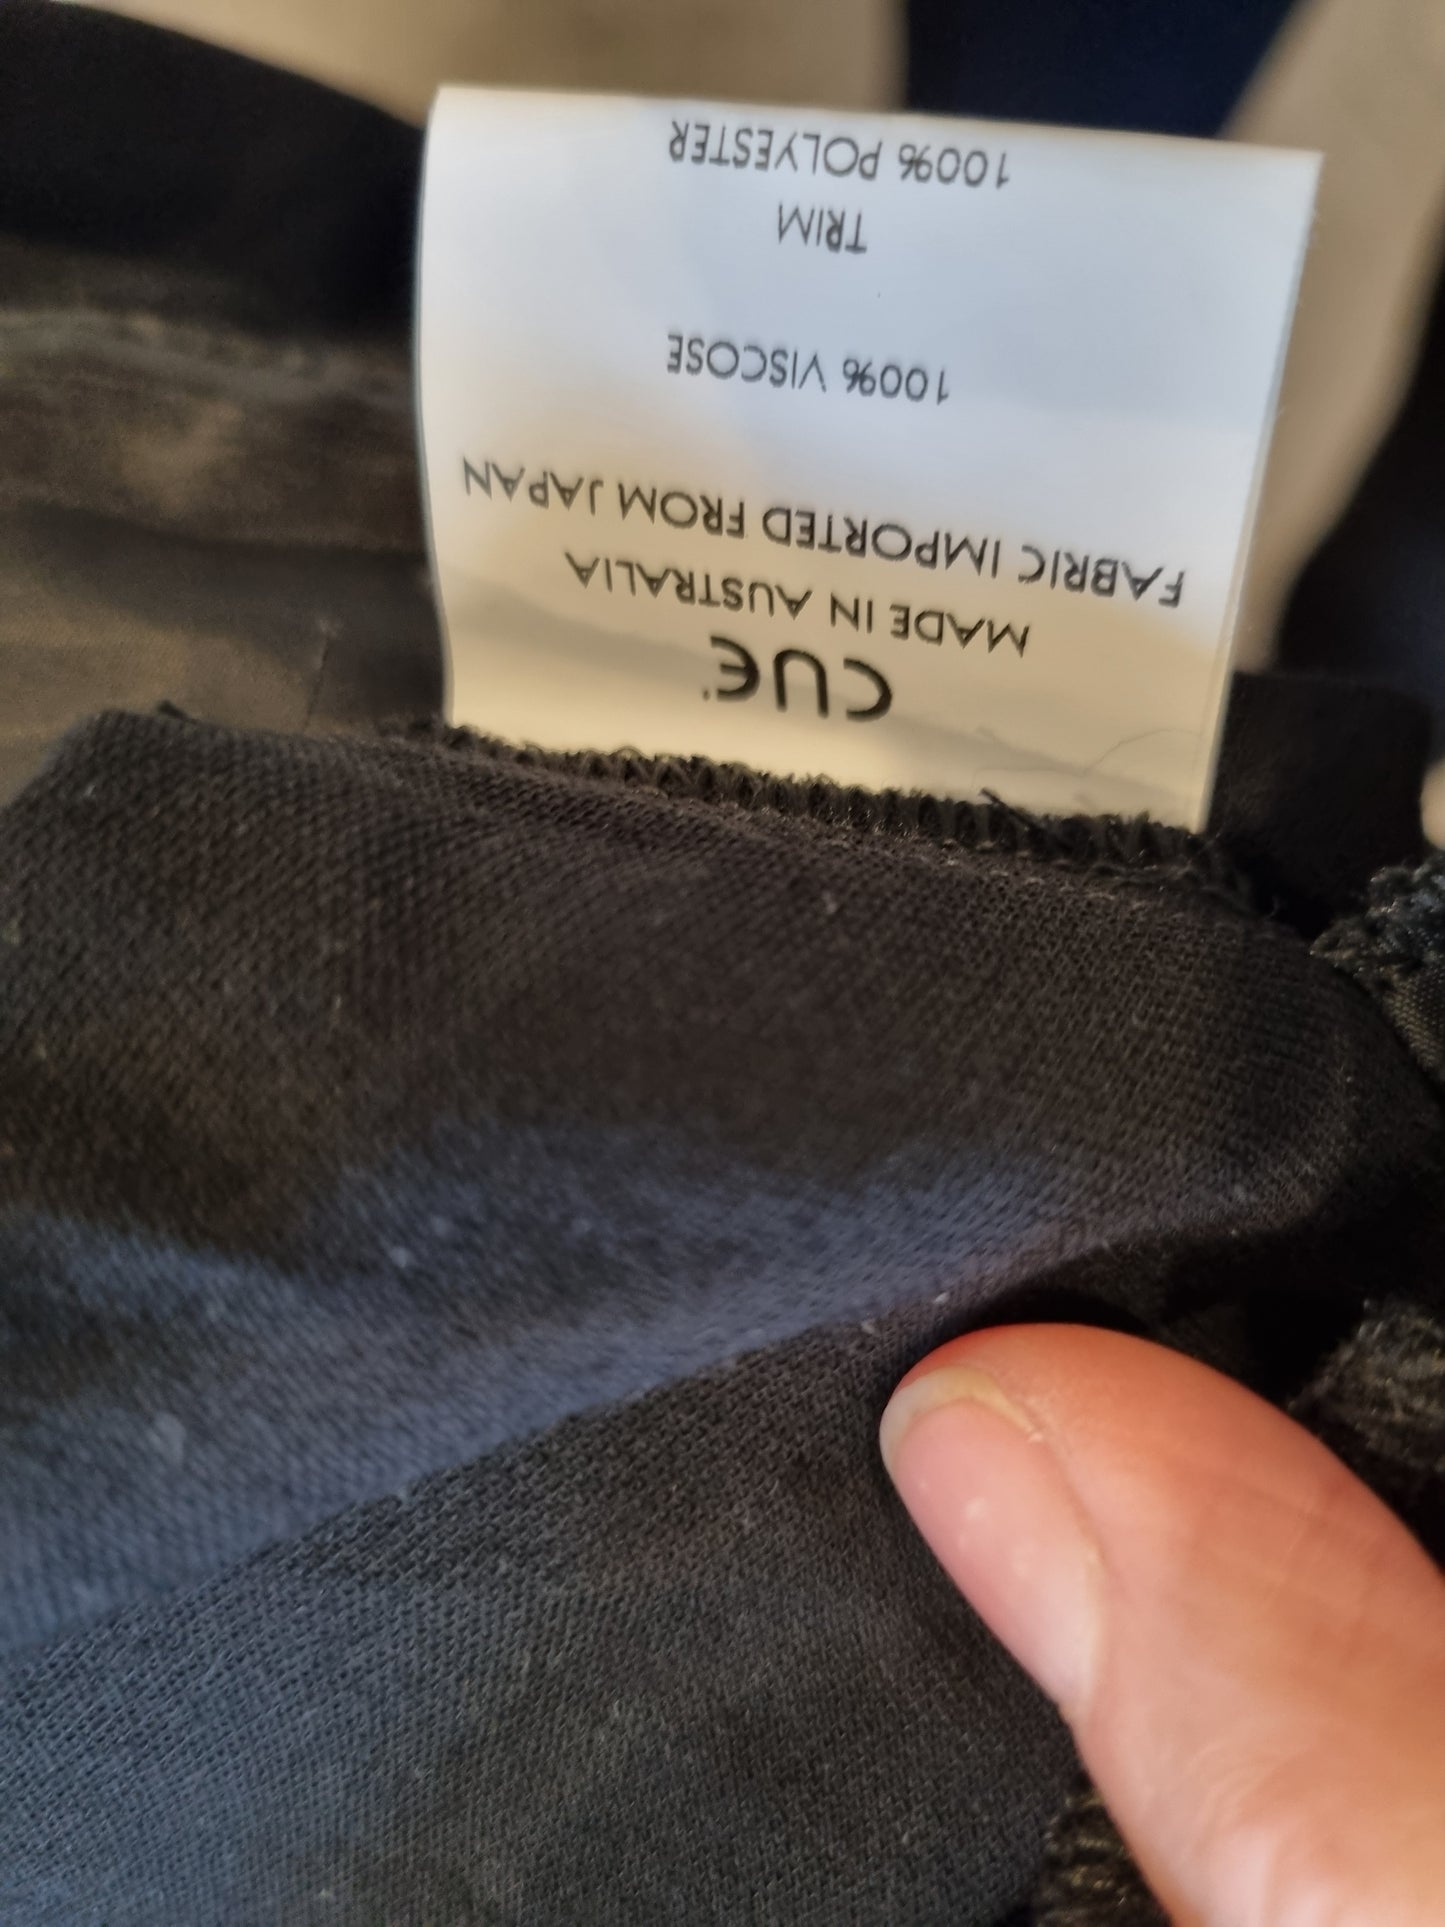 CUE
MADE IN AUSTRALIA
FABRIC IMPORTED FROM JAPAN
100% VISCOSE
TRIM
100% POLYESTER